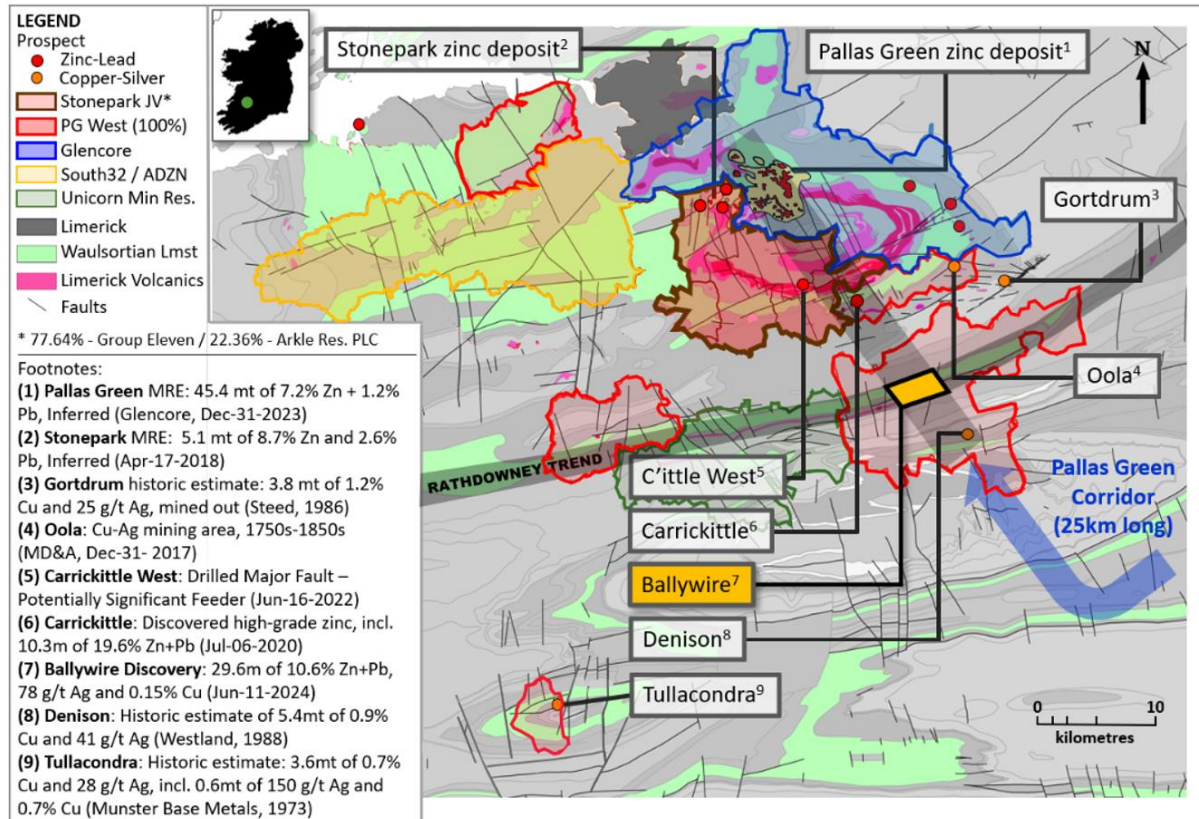 LEGEND
Prospect
Zinc-Lead
Copper-Silver
Stonepark JV*
PG West (100%)
Glencore
South32 / ADZN
Unicorn Min Res.
Limerick
Waulsortian Lmst
Limerick Volcanics
Faults
* 77.64% - Group Eleven / 22.36% - Arkle Res. PLC
Footnotes:
(1) Pallas Green MRE: 45.4 mt of 7.2% Zn + 1.2%
Pb, Inferred (Glencore, Dec-31-2023)
(2) Stonepark MRE: 5.1 mt of 8.7% Zn and 2.6%
Pb, Inferred (Apr-17-2018)
(3) Gortdrum historic estimate: 3.8 mt of 1.2%
Cu and 25 g/t Ag, mined out (Steed, 1986)
(4) Oola: Cu-Ag mining area, 1750s-1850s
(MD&A, Dec-31- 2017)
(5) Carrickittle West: Drilled Major Fault –
Potentially Significant Feeder (Jun-16-2022)
(6) Carrickittle: Discovered high-grade zinc, incl.
10.3m of 19.6% Zn+Pb (Jul-06-2020)
(7) Ballywire Discovery: 29.6m of 10.6% Zn+Pb,
78 g/t Ag and 0.15% Cu (Jun-11-2024)
(8) Denison: Historic estimate of 5.4mt of 0.9%
Cu and 41 g/t Ag (Westland, 1988)
(9) Tullacondra: Historic estimate: 3.6mt of 0.7%
Cu and 28 g/t Ag, incl. 0.6mt of 150 g/t Ag and
0.7% Cu (Munster Base Metals, 1973)
Stonepark zinc deposit2
Pallas Green zinc deposit1
N
Gortdrum3
Oola4
RATHDOWNEY TREND
C'ittle West5
Carrickittle6
Ballywire7
Denison8
Tullacondra9
Pallas Green
Corridor
(25km long)
0 10
kilometres